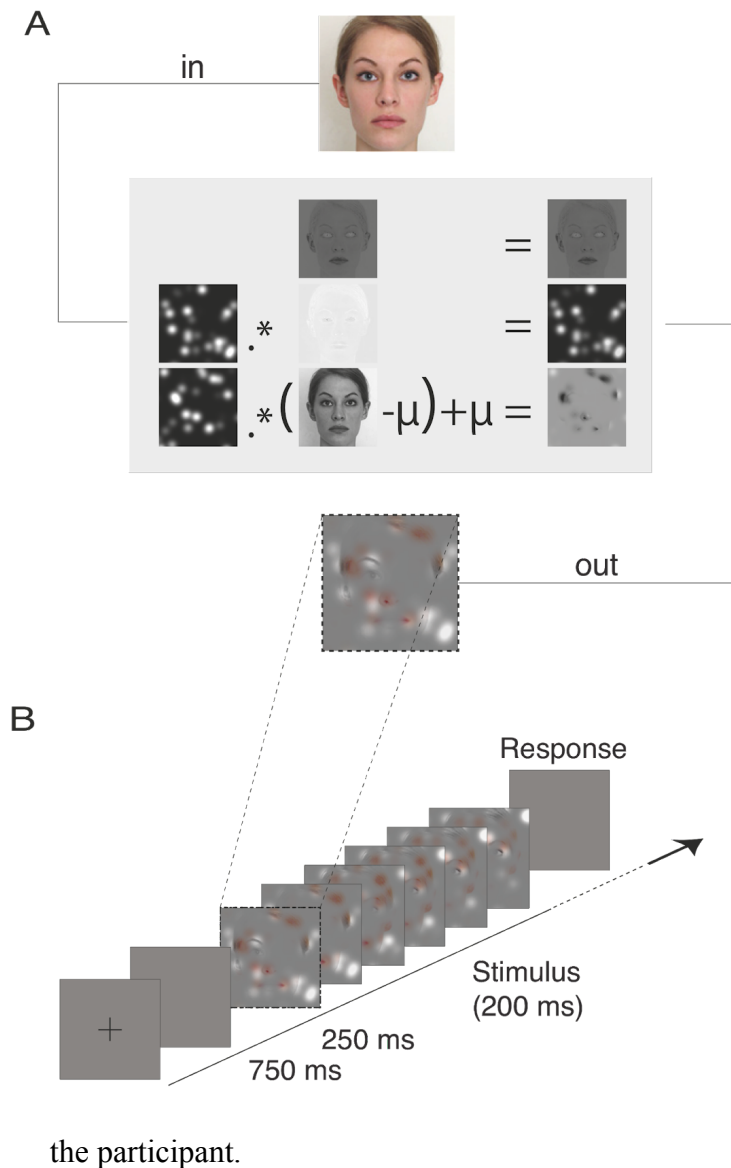 A
in
=
.* =
.*( -μ)+μ =
out
B
Response
Stimulus
(200 ms)
250 ms
750 ms
the participant.